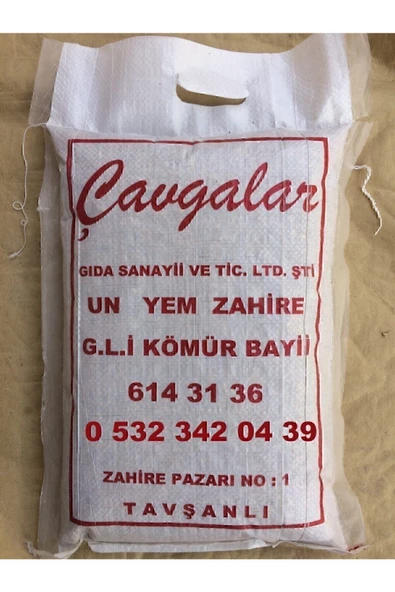 Çavgalar
GIDA SANAYİİ VE TİC. LTD. ŞTİ
UN YEM ZAHİRE
G.L.İ KÖMÜR BAYİİ
614 31 36
0 532 342 04 39
ZAHİRE PAZARI NO : 1
TAVŞANLI